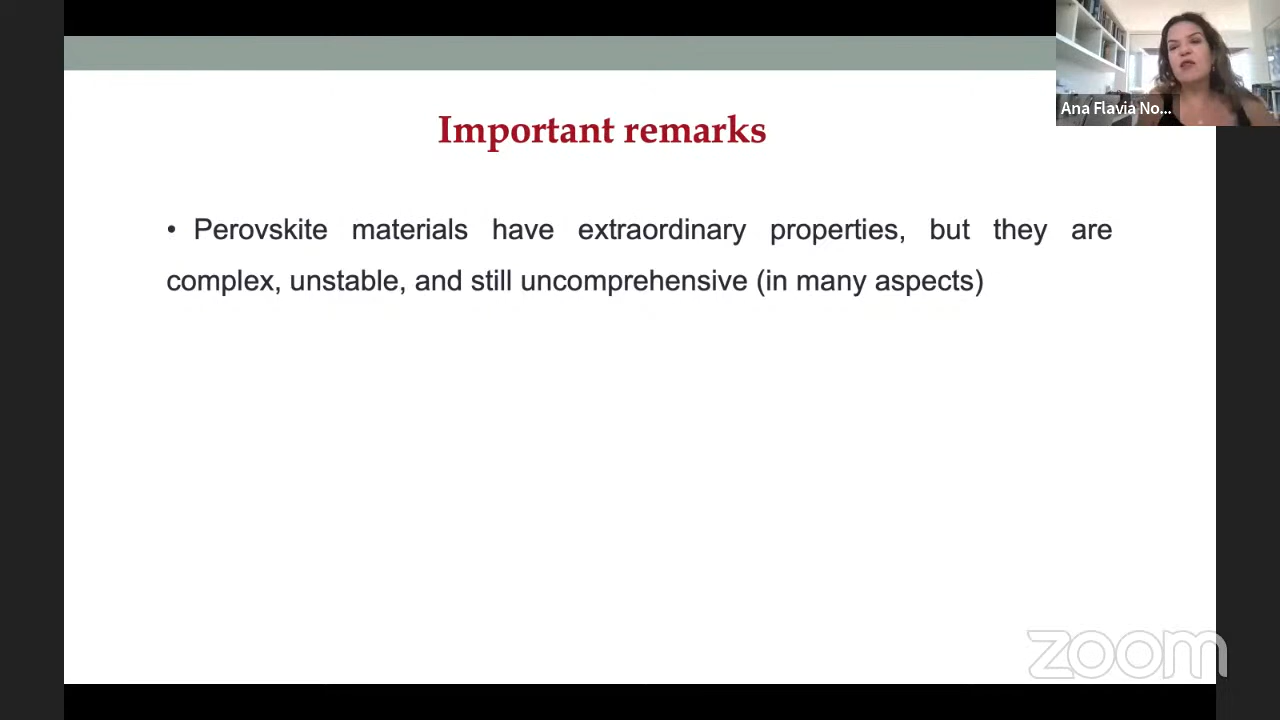 Ana Flavia No...
Important remarks
• Perovskite materials have extraordinary properties, but they are
complex, unstable, and still uncomprehensive (in many aspects)
zoom